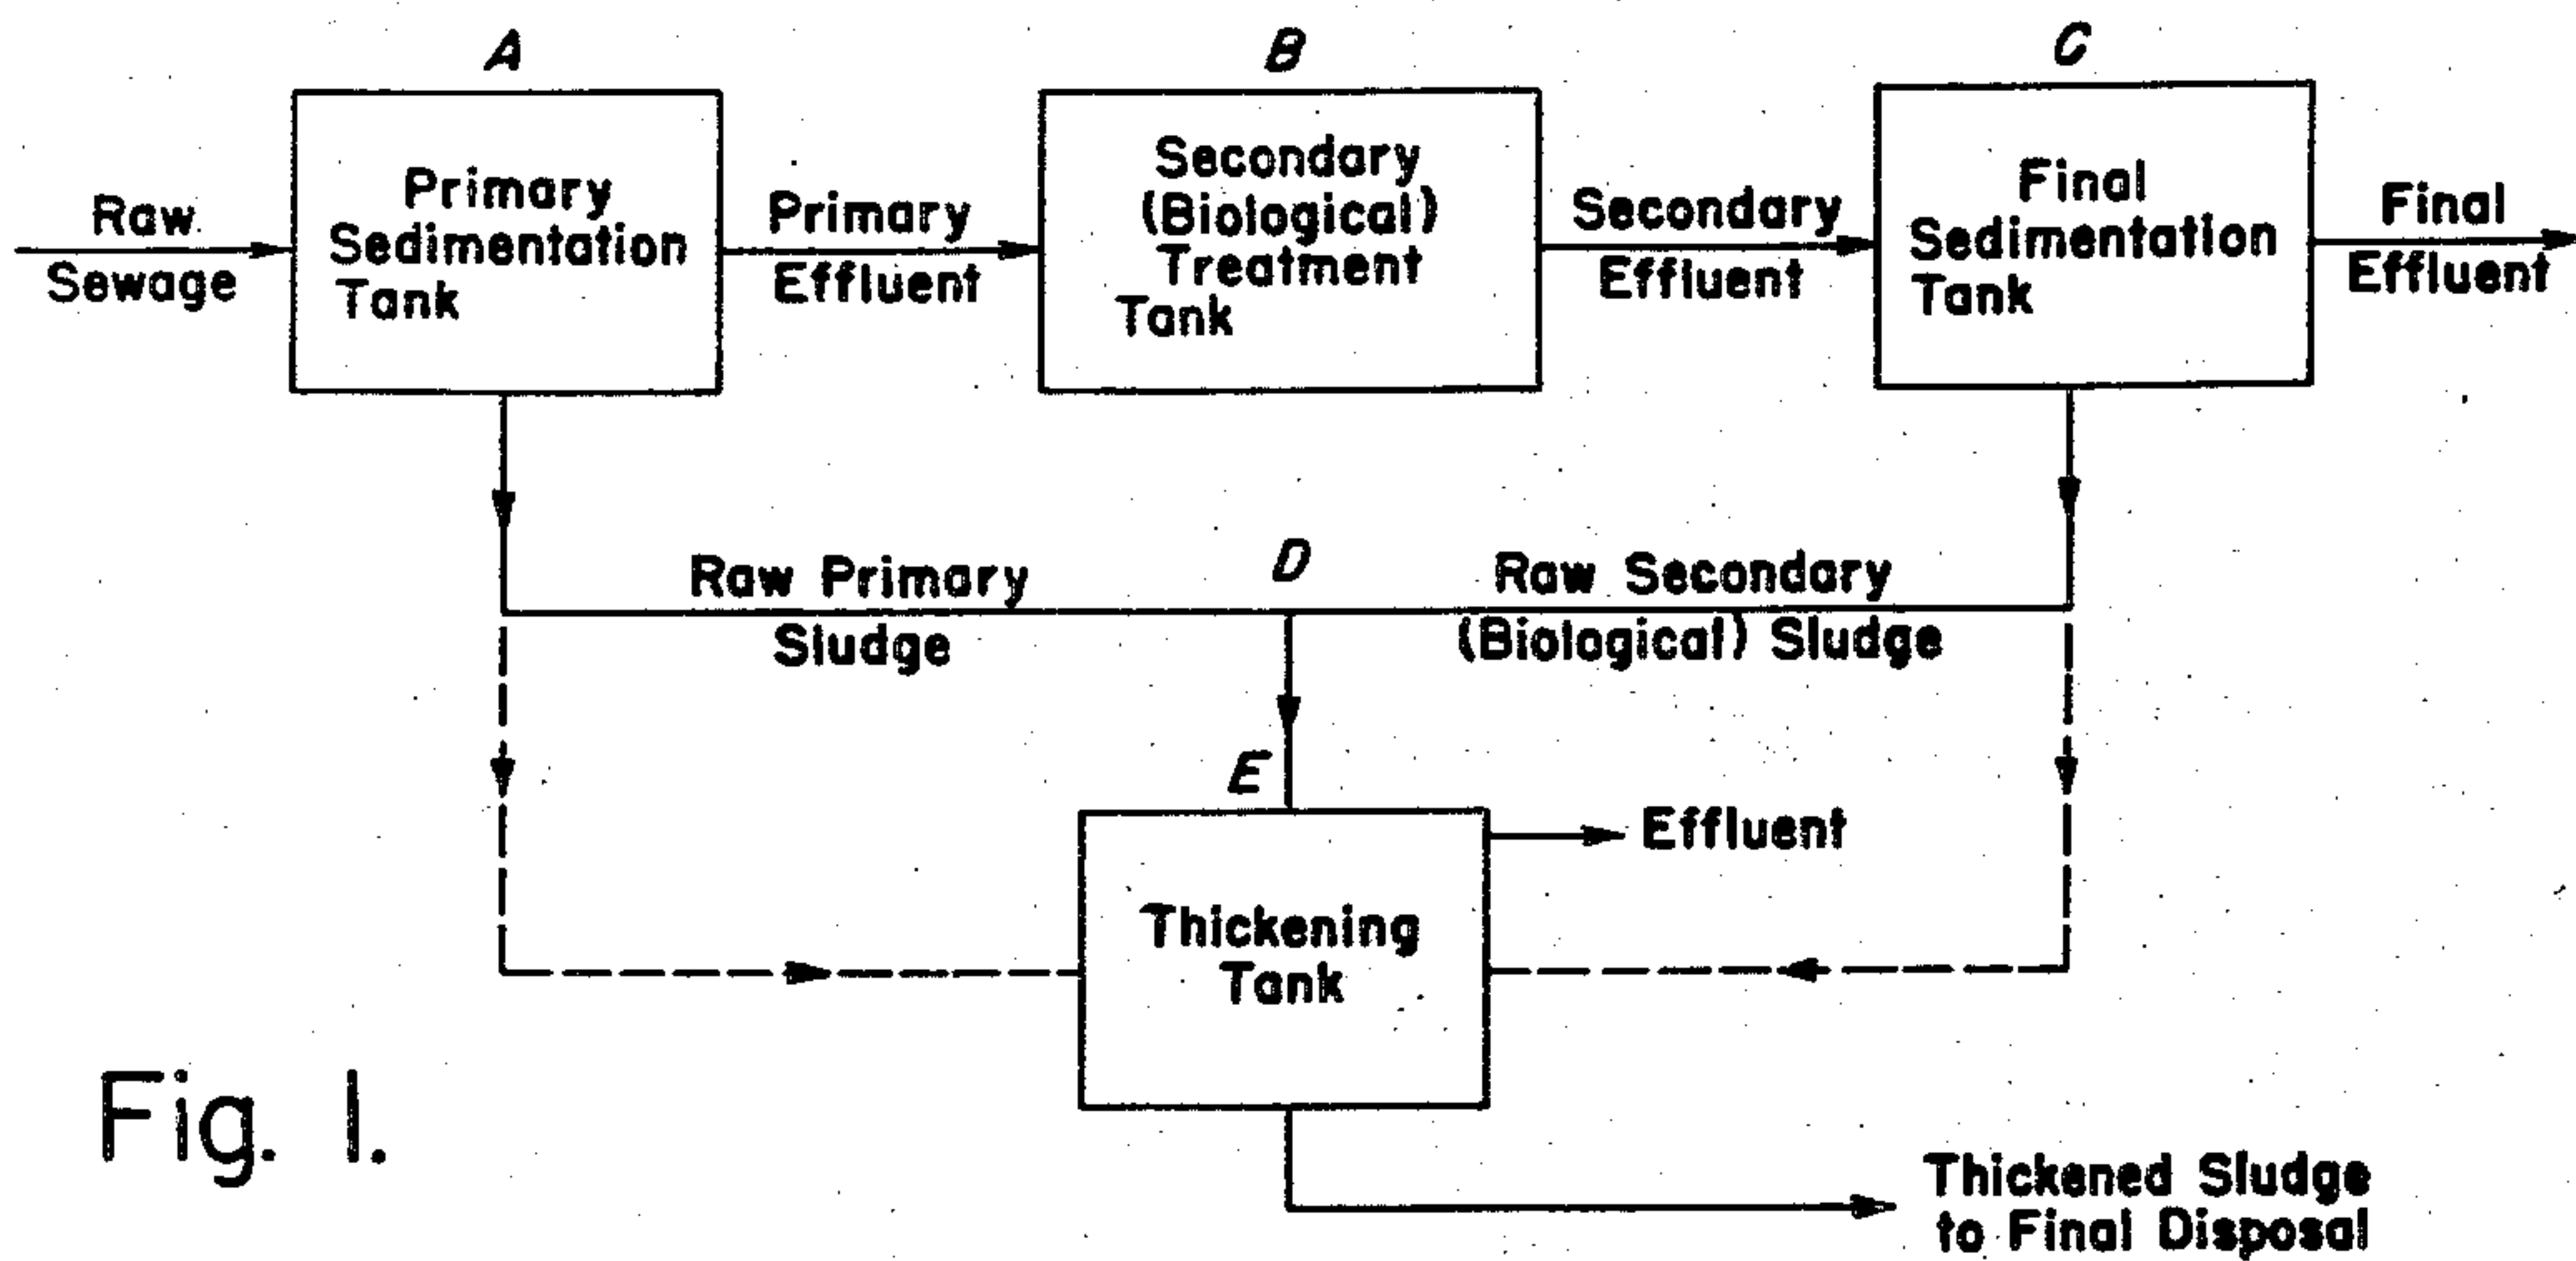 A
B
C
Primary
Sedimentation
Tank
Secondary
(Biological)
Treatment
Tank
Final
Sedimentation
Tank
Raw
Sewage
Primary
Effluent
Secondary
Effluent
Final
Effluent
D
Raw Primary
Sludge
Raw Secondary
(Biological) Sludge
E
Effluent
Thickening
Tank
Thickened Sludge
to Final Disposal
Fig. 1.